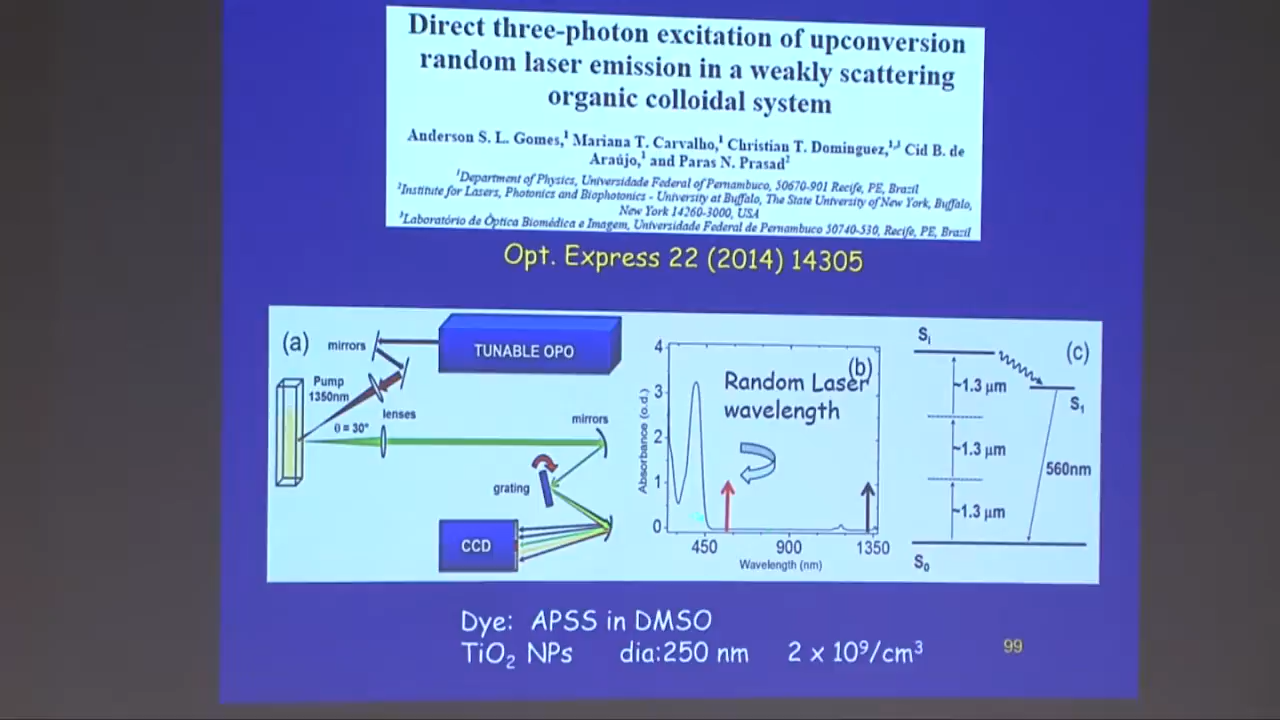 Direct three-photon excitation of upconversion
random laser emission in a weakly scattering
organic colloidal system
Anderson S. L. Gomes,¹ Mariana T. Carvalho,¹ Christian T. Dominguez,¹,³ Cid B. de
Araújo,¹ and Paras N. Prasad²
¹Department of Physics, Universidade Federal of Pernambuco, 50670-901 Recife, PE, Brazil
²Institute for Lasers, Photonics and Biophotonics - University at Buffalo, The State University of New York, Buffalo,
New York 14260-3000, USA
³Laboratório de Óptica Biomédica e Imagem, Universidade Federal de Pernambuco 50740-530, Recife, PE, Brazil
Opt. Express 22 (2014) 14305
(a)
mirrors
TUNABLE OPO
Pump
1350nm
lenses
θ = 30°
mirrors
grating
CCD
(b)
Random Laser
wavelength
Absorbance (o.d.)
4
3
2
1
0
450 900 1350
Wavelength (nm)
(c)
Sᵢ
~1.3 μm
S₁
~1.3 μm
560nm
~1.3 μm
S₀
Dye: APSS in DMSO
TiO₂ NPs dia:250 nm 2 x 10⁹/cm³
99